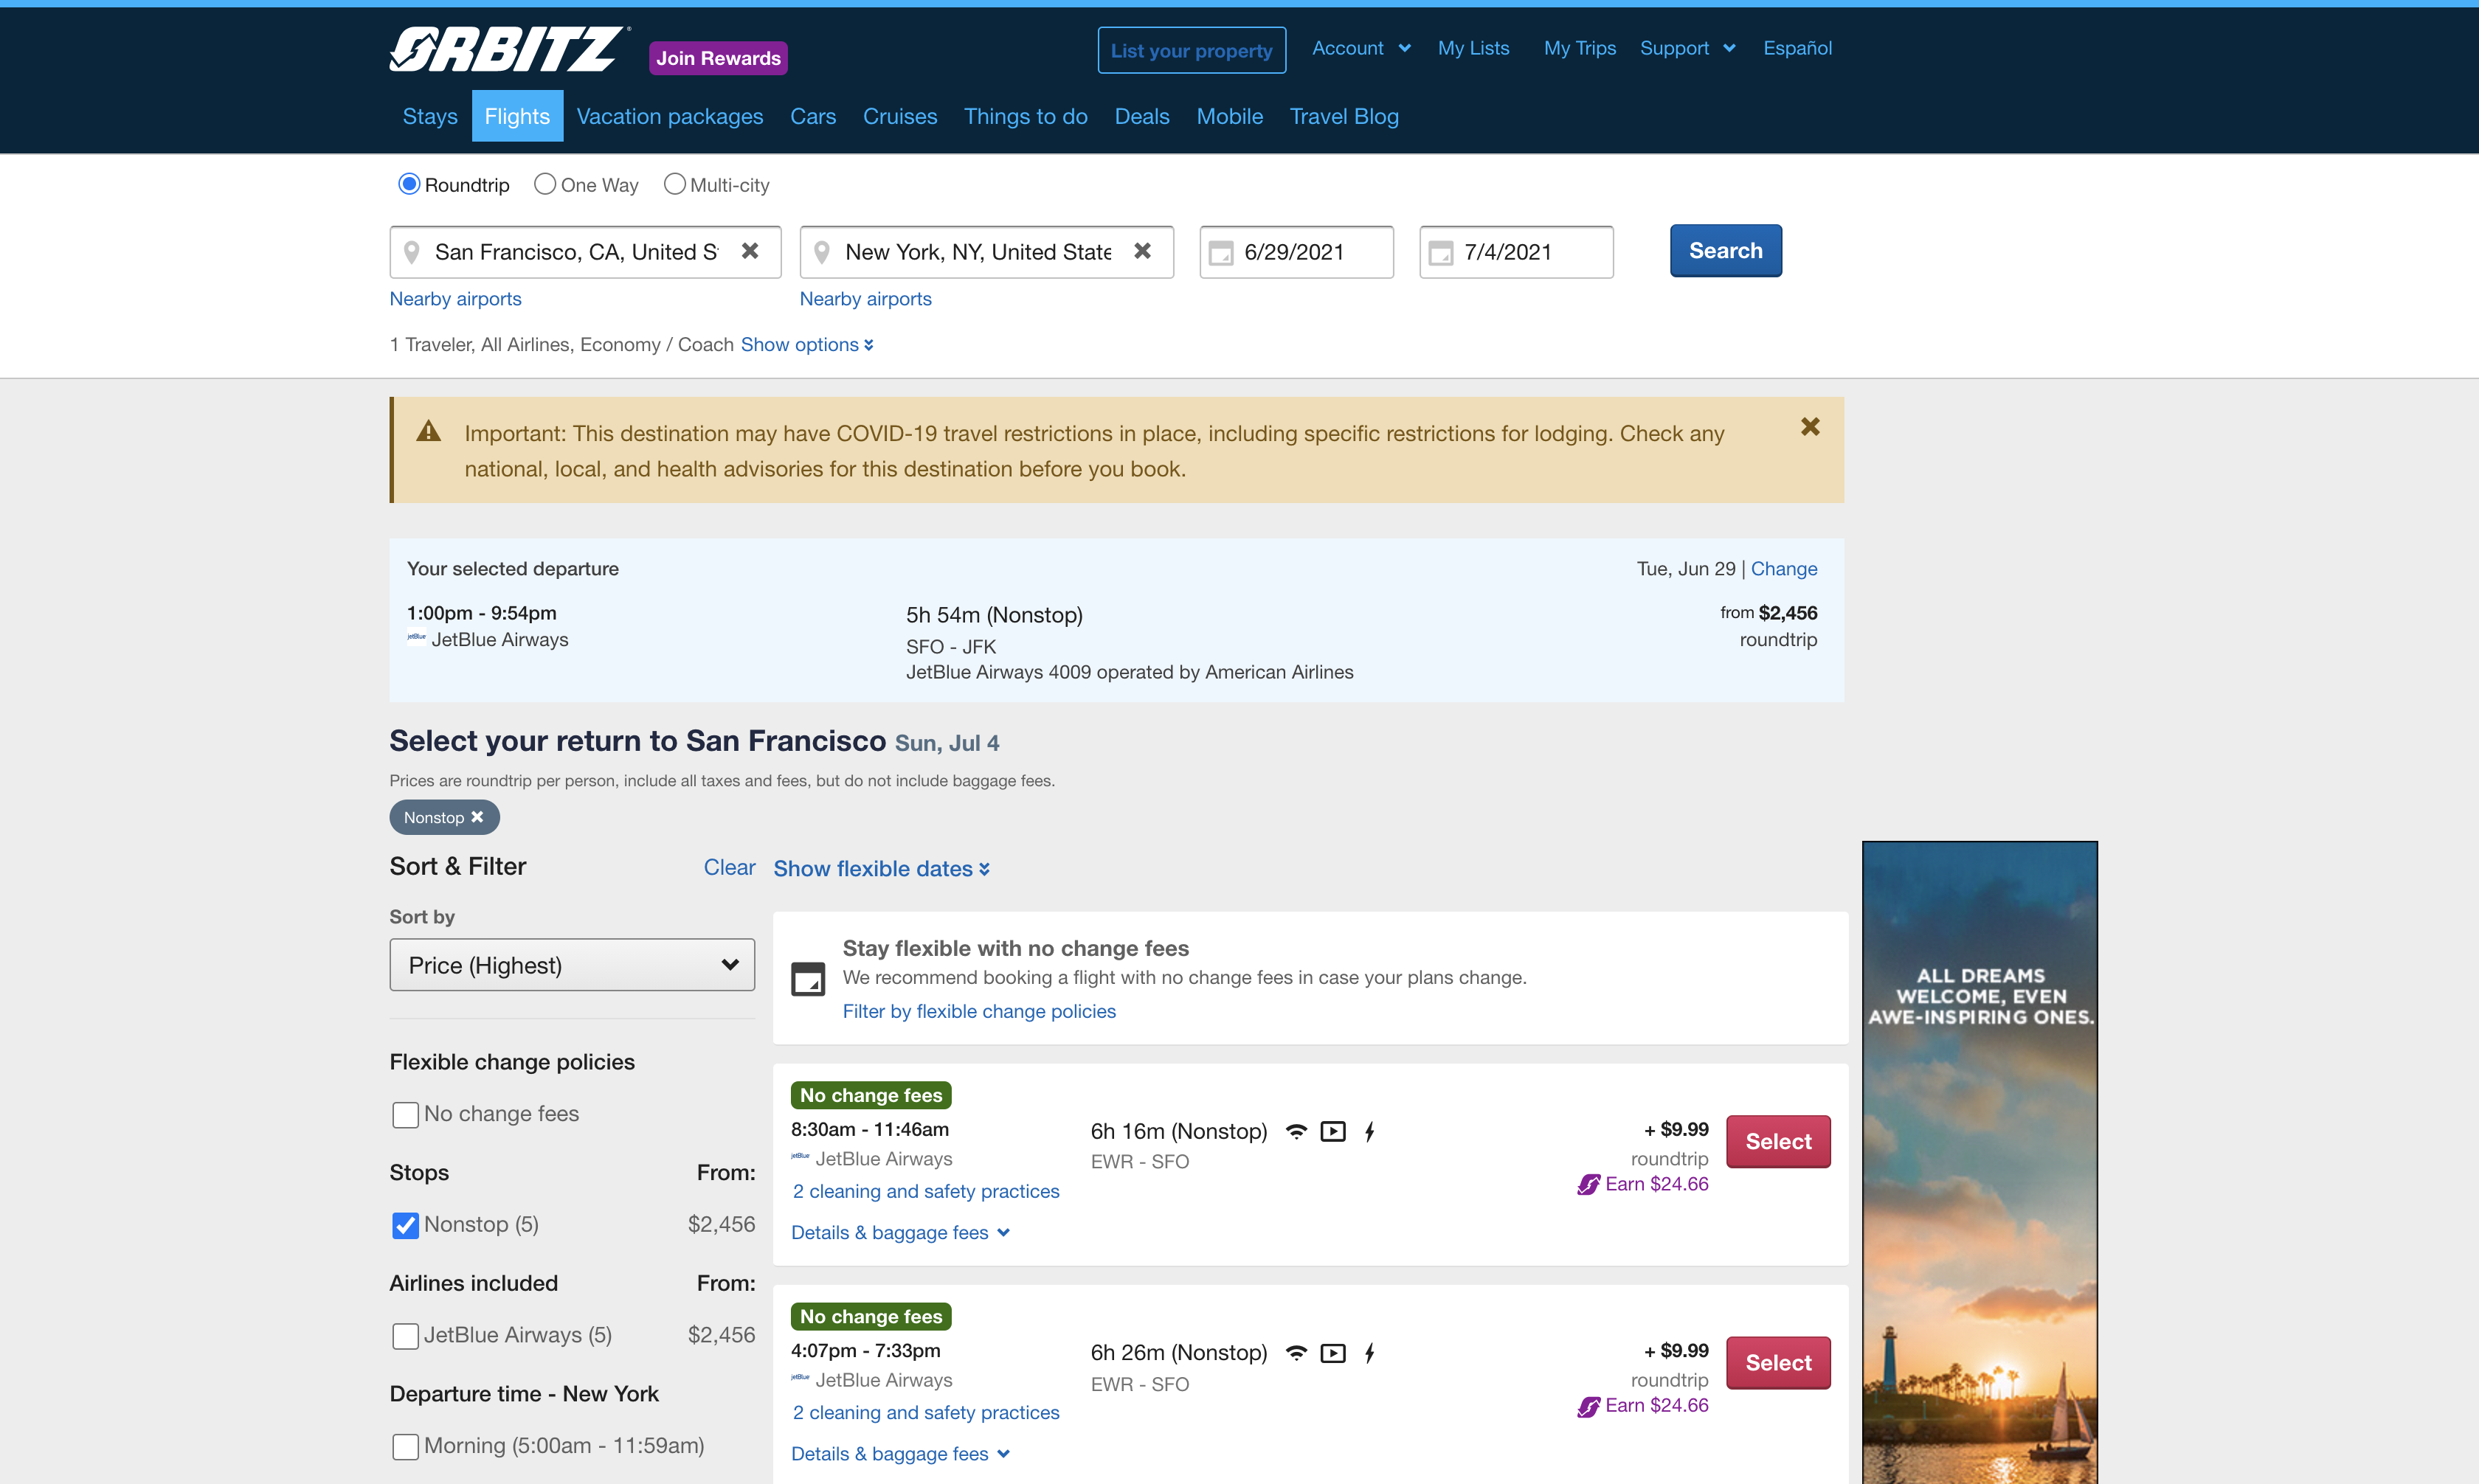 ORBITZ
Join Rewards
List your property
Account
My Lists
My Trips
Support
Español
Stays
Flights
Vacation packages
Cars
Cruises
Things to do
Deals
Mobile
Travel Blog
Roundtrip
One Way
Multi-city
San Francisco, CA, United S
New York, NY, United State
6/29/2021
7/4/2021
Search
Nearby airports
Nearby airports
1 Traveler, All Airlines, Economy / Coach Show options
Important: This destination may have COVID-19 travel restrictions in place, including specific restrictions for lodging. Check any
national, local, and health advisories for this destination before you book.
Your selected departure
Tue, Jun 29 | Change
1:00pm - 9:54pm
jetBlue JetBlue Airways
5h 54m (Nonstop)
SFO - JFK
JetBlue Airways 4009 operated by American Airlines
from $2,456
roundtrip
Select your return to San Francisco Sun, Jul 4
Prices are roundtrip per person, include all taxes and fees, but do not include baggage fees.
Nonstop
Sort & Filter
Clear
Sort by
Price (Highest)
Flexible change policies
No change fees
Stops From:
Nonstop (5) $2,456
Airlines included From:
JetBlue Airways (5) $2,456
Departure time - New York
Morning (5:00am - 11:59am)
Show flexible dates
Stay flexible with no change fees
We recommend booking a flight with no change fees in case your plans change.
Filter by flexible change policies
No change fees
8:30am - 11:46am
jetBlue JetBlue Airways
2 cleaning and safety practices
Details & baggage fees
6h 16m (Nonstop)
EWR - SFO
+ $9.99
roundtrip
Earn $24.66
Select
No change fees
4:07pm - 7:33pm
jetBlue JetBlue Airways
2 cleaning and safety practices
Details & baggage fees
6h 26m (Nonstop)
EWR - SFO
+ $9.99
roundtrip
Earn $24.66
Select
ALL DREAMS
WELCOME, EVEN
AWE-INSPIRING ONES.